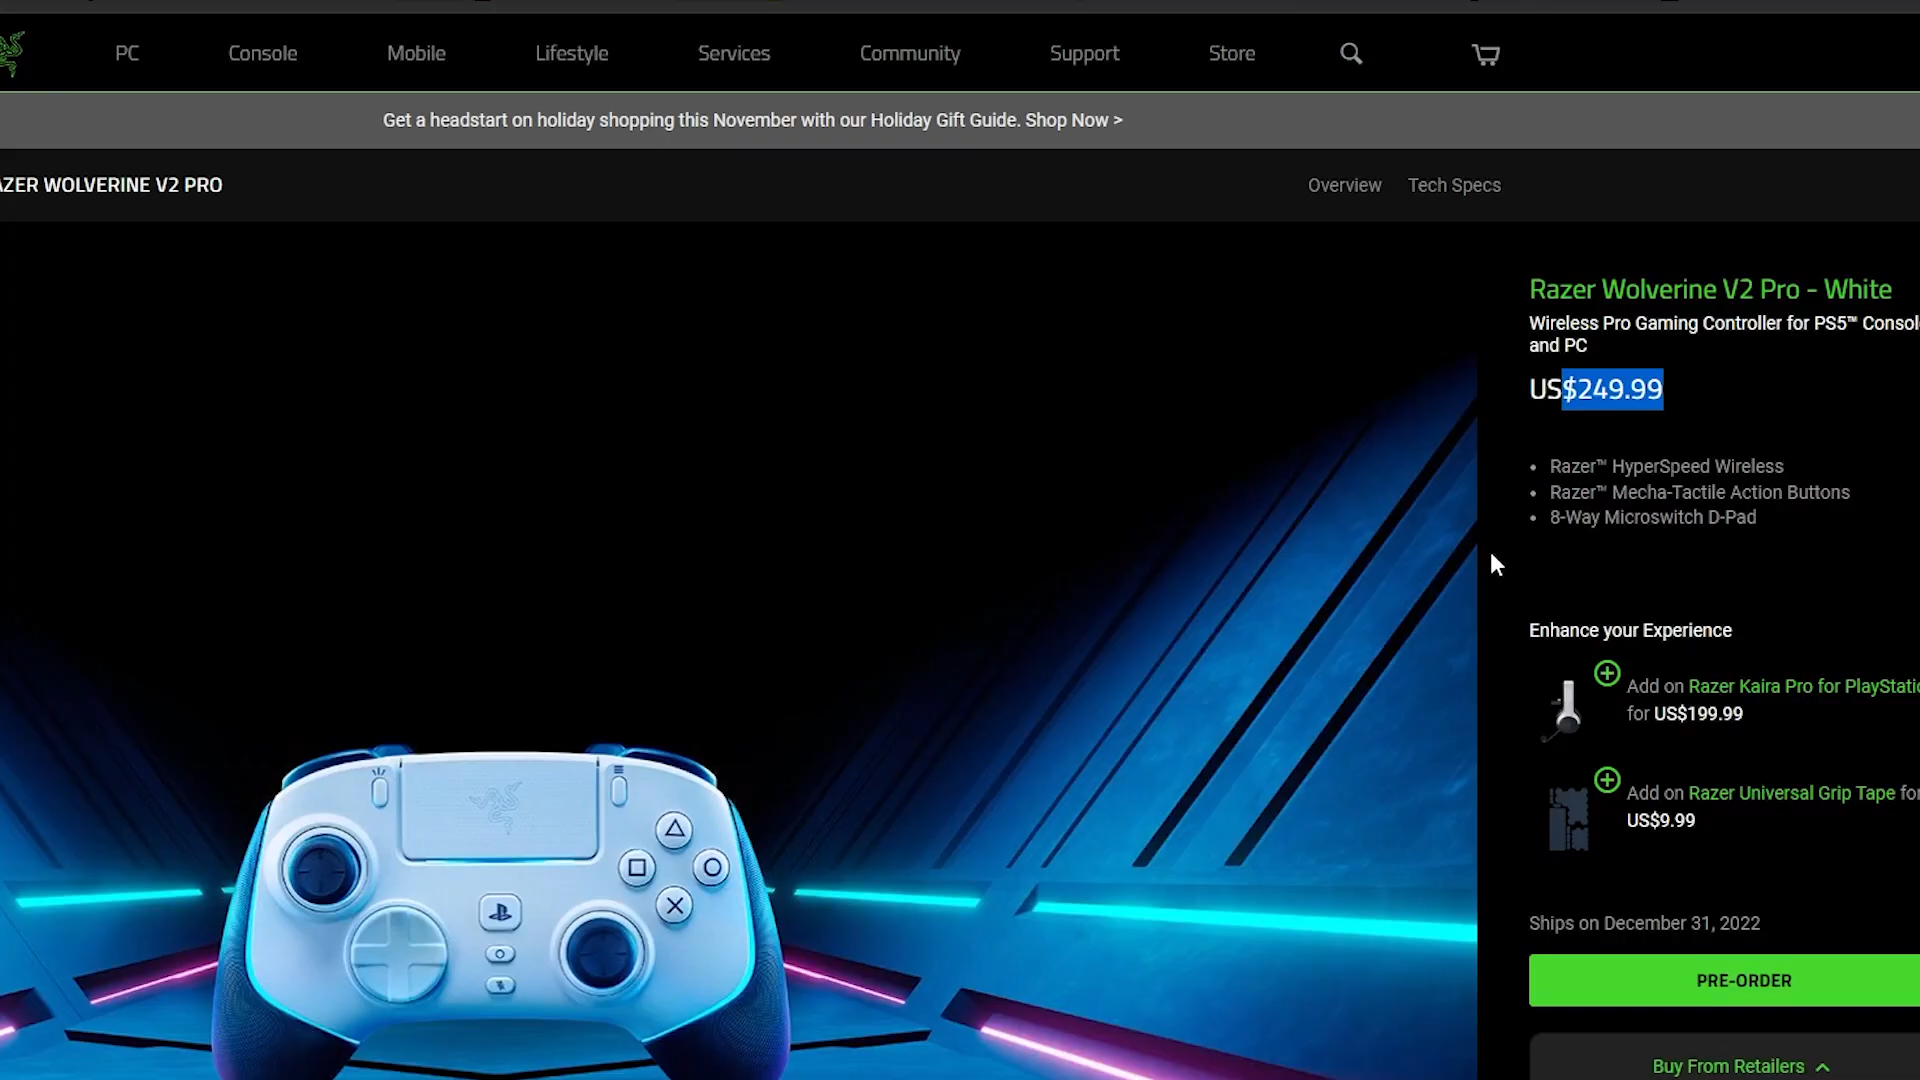 PC Console Mobile Lifestyle Services Community Support Store
Get a headstart on holiday shopping this November with our Holiday Gift Guide. Shop Now >
AZER WOLVERINE V2 PRO
Overview Tech Specs
Razer Wolverine V2 Pro - White
Wireless Pro Gaming Controller for PS5™ Consol
and PC
US$249.99
• Razer™ HyperSpeed Wireless
• Razer™ Mecha-Tactile Action Buttons
• 8-Way Microswitch D-Pad
Enhance your Experience
Add on Razer Kaira Pro for PlayStatio
for US$199.99
Add on Razer Universal Grip Tape for
US$9.99
Ships on December 31, 2022
PRE-ORDER
Buy From Retailers